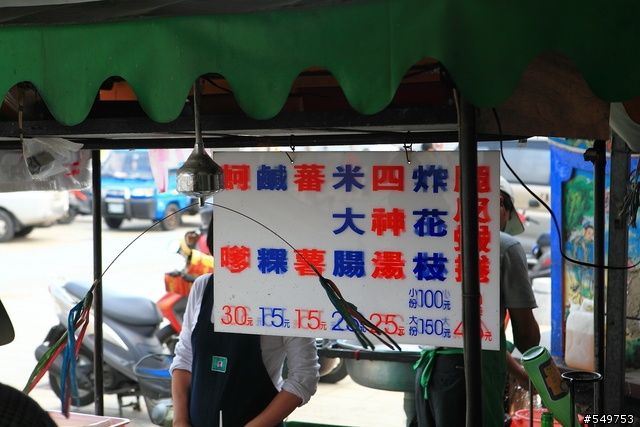 蚵嗲 30元
鹹粿 15元
蕃薯 15元
米大腸
四神湯 25元
炸花枝
小份 100元
大份 150元
#549753